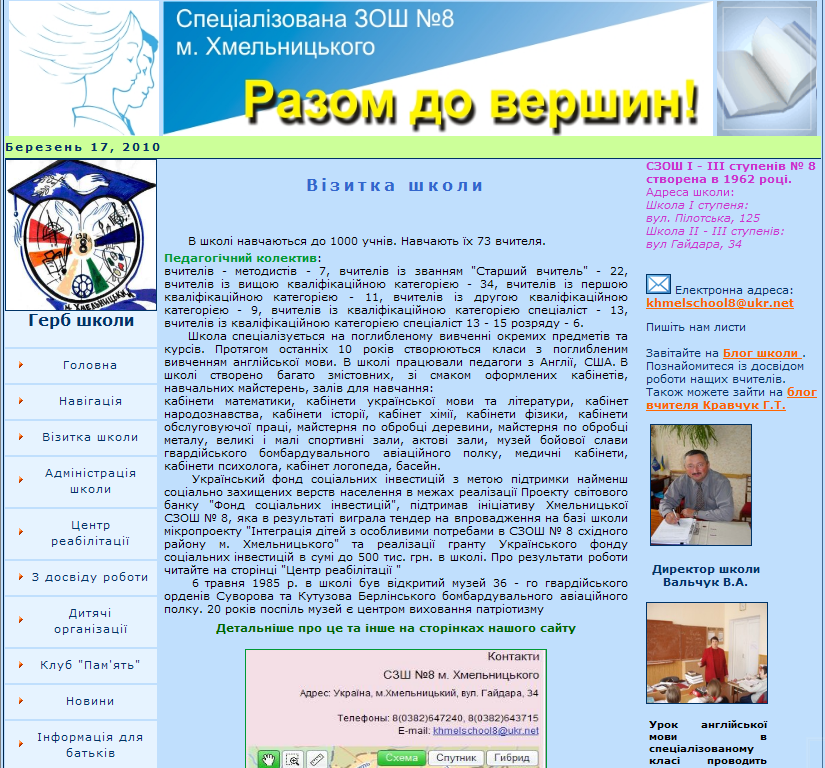 Спеціалізована ЗОШ №8
м. Хмельницького
Разом до вершин!
Березень 17, 2010
8
м. Хмельницький
Герб школи
Головна
Навігація
Візитка школи
Адміністрація
школи
Центр
реабілітації
З досвіду роботи
Дитячі
організації
Клуб "Пам'ять"
Новини
Інформація для
батьків
Візитка школи
В школі навчаються до 1000 учнів. Навчають їх 73 вчителя.
Педагогічний колектив:
вчителів - методистів - 7, вчителів із званням "Старший вчитель" - 22,
вчителів із вищою кваліфікаційною категорією - 34, вчителів із першою
кваліфікаційною категорією - 11, вчителів із другою кваліфікаційною
категорією - 9, вчителів із кваліфікаційною категорією спеціаліст - 13,
вчителів із кваліфікаційною категорією спеціаліст 13 - 15 розряду - 6.
Школа спеціалізується на поглибленому вивченні окремих предметів та
курсів. Протягом останніх 10 років створюються класи з поглибленим
вивченням англійської мови. В школі працювали педагоги з Англії, США. В
школі створено багато змістовних, зі смаком оформлених кабінетів,
навчальних майстерень, залів для навчання:
кабінети математики, кабінети української мови та літератури, кабінет
народознавства, кабінети історії, кабінет хімії, кабінети фізики, кабінети
обслуговуючої праці, майстерня по обробці деревини, майстерня по обробці
металу, великі і малі спортивні зали, актові зали, музей бойової слави
гвардійського бомбардувального авіаційного полку, медичні кабінети,
кабінети психолога, кабінет логопеда, басейн.
Український фонд соціальних інвестицій з метою підтримки найменш
соціально захищених верств населення в межах реалізації Проекту світового
банку "Фонд соціальних інвестицій", підтримав ініціативу Хмельницької
СЗОШ № 8, яка в результаті виграла тендер на впровадження на базі школи
мікропроекту "Інтеграція дітей з особливими потребами в СЗОШ № 8 східного
району м. Хмельницького" та реалізації гранту Українського фонду
соціальних інвестицій в сумі до 500 тис. грн. в школі. Про результати роботи
читайте на сторінці "Центр реабілітації "
6 травня 1985 р. в школі був відкритий музей 36 - го гвардійського
орденів Суворова та Кутузова Берлінського бомбардувального авіаційного
полку. 20 років поспіль музей є центром виховання патріотизму
Детальніше про це та інше на сторінках нашого сайту
Контакти
СЗШ №8 м. Хмельницького
Адрес: Україна, м.Хмельницький, вул. Гайдара, 34
Телефоны: 8(0382)647240, 8(0382)643715
E-mail: khmelschool8@ukr.net
Схема Спутник Гибрид
СЗОШ І - ІІІ ступенів № 8
створена в 1962 році.
Адреса школи:
Школа І ступеня:
вул. Пілотська, 125
Школа ІІ - ІІІ ступенів:
вул Гайдара, 34
Електронна адреса:
khmelschool8@ukr.net
Пишіть нам листи
Завітайте на Блог школи .
Познайомтеся із досвідом
роботи нащих вчителів.
Також можете зайти на блог
вчителя Кравчук Г.Т.
Директор школи
Вальчук В.А.
Урок англійської
мови в
спеціалізованому
класі проводить